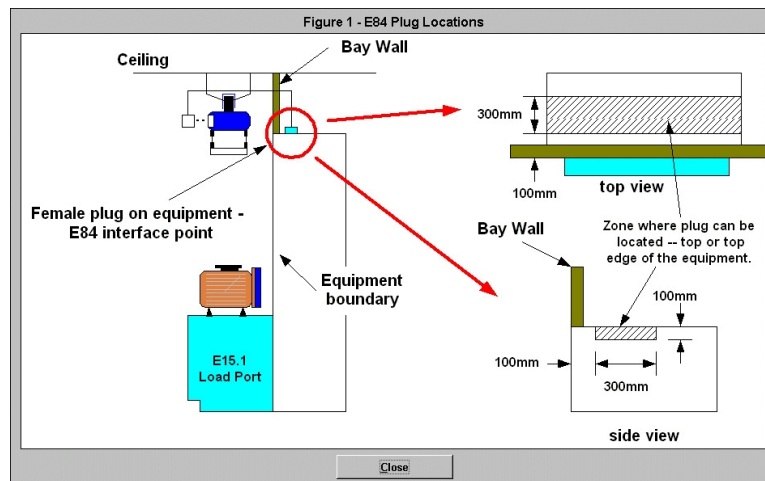 Figure 1 - E84 Plug Locations
Bay Wall
Ceiling
300mm
100mm
top view
Female plug on equipment -
E84 interface point
Zone where plug can be
located -- top or top
edge of the equipment.
Bay Wall
Equipment
boundary
100mm
E15.1
Load Port
100mm
300mm
side view
Close